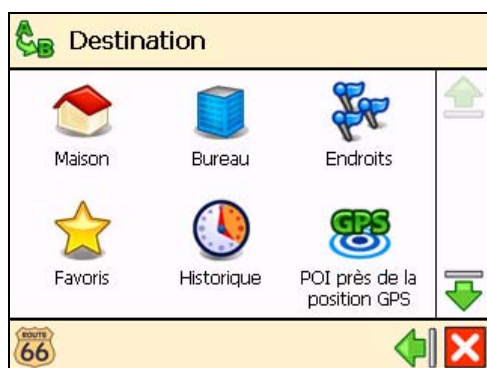 A
B
Destination
Maison
Bureau
Endroits
GPS
Favoris
Historique
POI près de la
position GPS
ROUTE
66